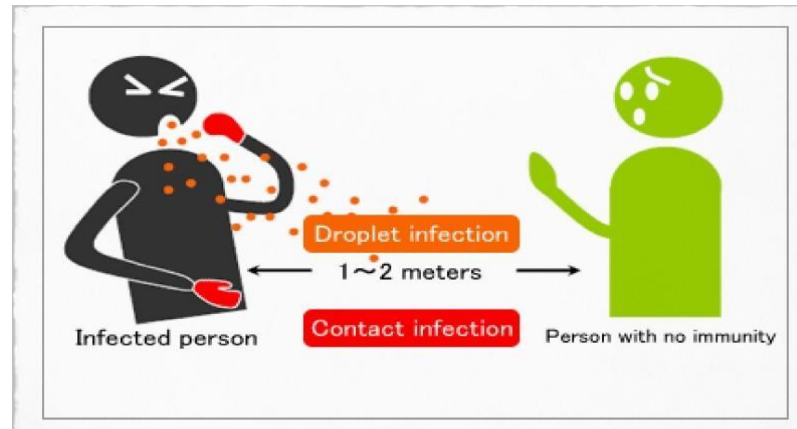 Droplet infection
1～2 meters
Contact infection
Infected person
Person with no immunity